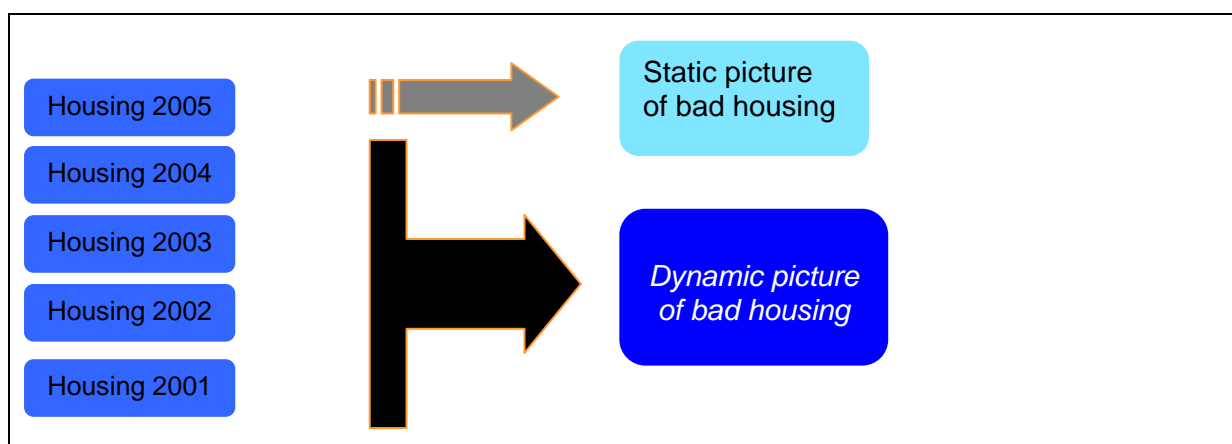 Housing 2005
Housing 2004
Housing 2003
Housing 2002
Housing 2001
Static picture
of bad housing
Dynamic picture
of bad housing